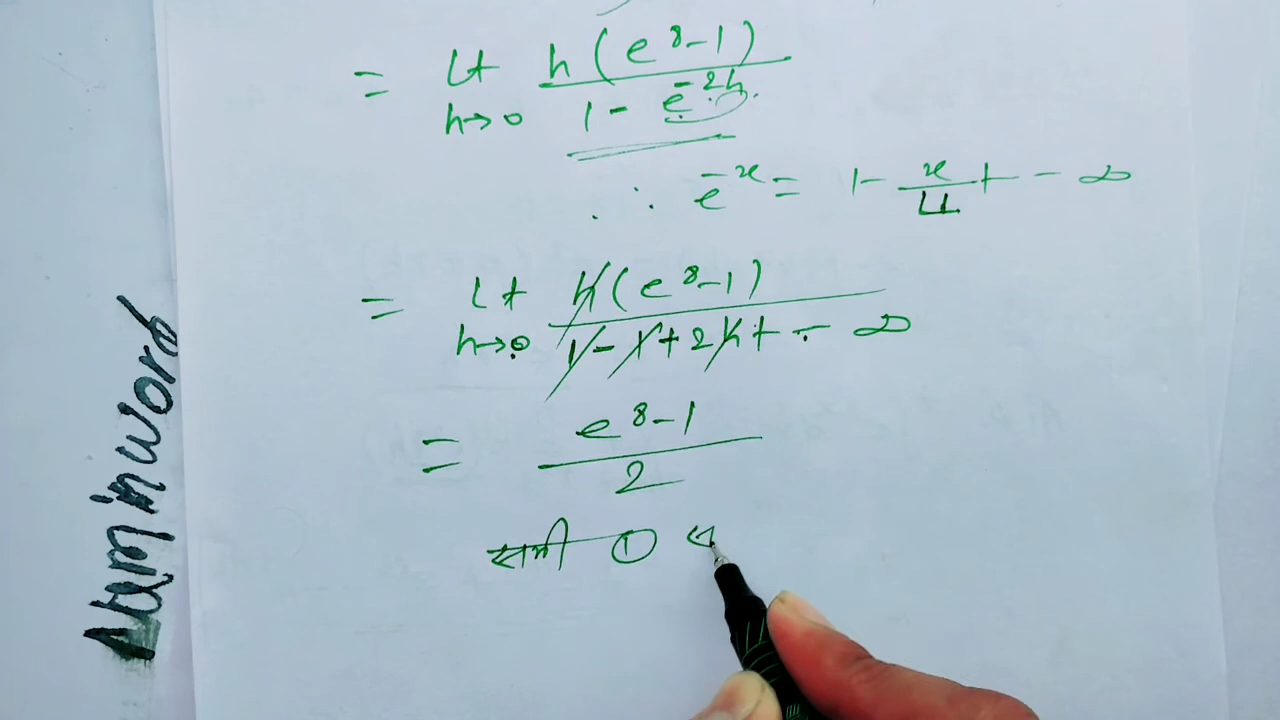 = Lt h→0 h(e^8-1) / 1-e^-2h
∴ e^-x = 1 - x/⌊1 + - ∞
= Lt h→0 h(e^8-1) / 1-1+2h+ - ∞
= e^8-1 / 2
①
Numinword